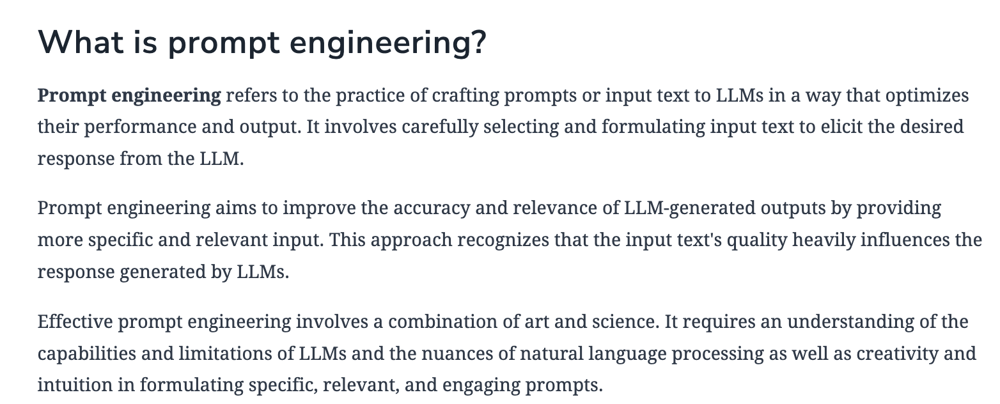 What is prompt engineering?
Prompt engineering refers to the practice of crafting prompts or input text to LLMs in a way that optimizes
their performance and output. It involves carefully selecting and formulating input text to elicit the desired
response from the LLM.
Prompt engineering aims to improve the accuracy and relevance of LLM-generated outputs by providing
more specific and relevant input. This approach recognizes that the input text's quality heavily influences the
response generated by LLMs.
Effective prompt engineering involves a combination of art and science. It requires an understanding of the
capabilities and limitations of LLMs and the nuances of natural language processing as well as creativity and
intuition in formulating specific, relevant, and engaging prompts.